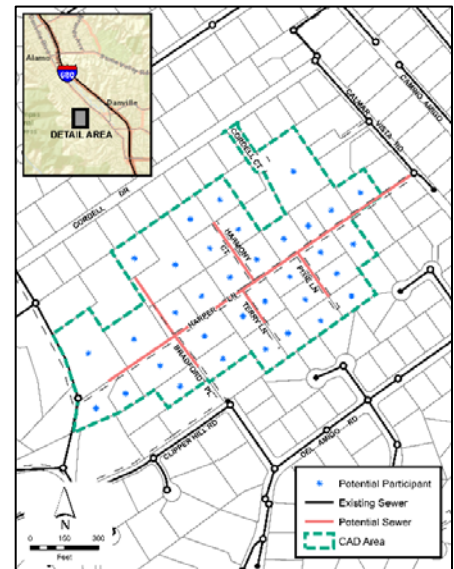 Alamo
680
Danville
DETAIL AREA
CAMINO AMIGO
CALMAR VISTA RD
CORDELL CT
CORDELL DR
HARMONY CT
PIXIE LN
HARPER LN
TERRY LN
BRADFORD PL
CLIPPER HILL RD
DEL AMIGO RD
N
0 150 300
Feet
Potential Participant
Existing Sewer
Potential Sewer
CAD Area